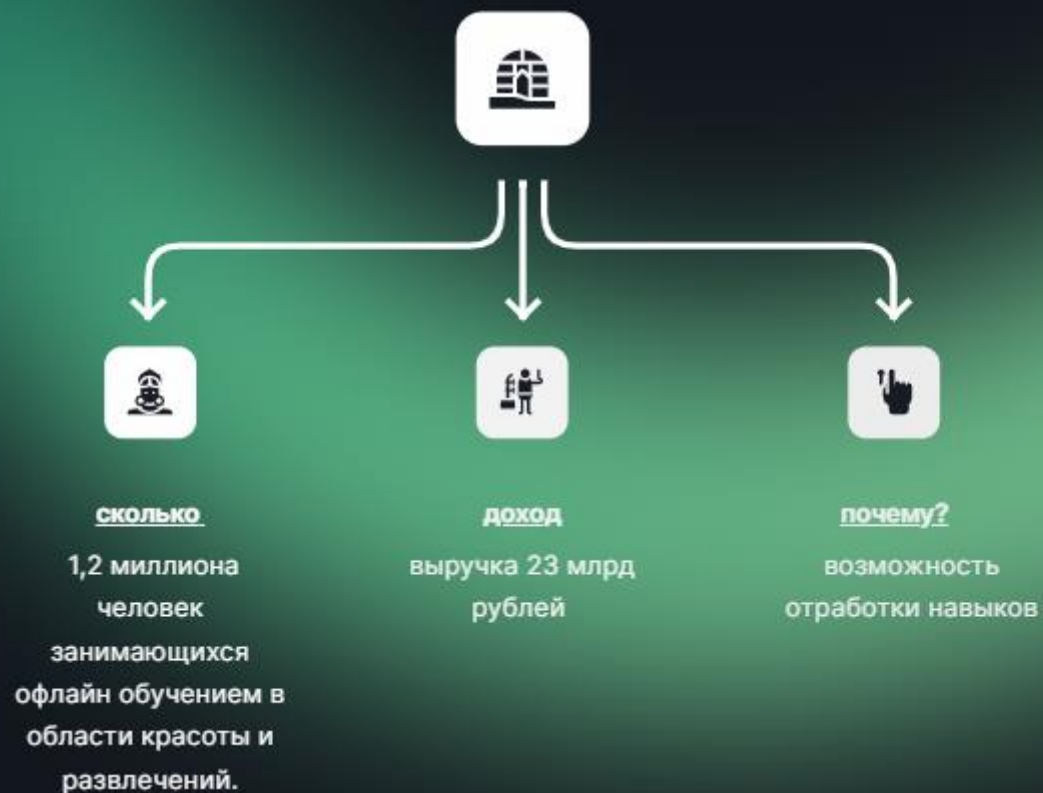 сколько
1,2 миллиона
человек
занимающихся
офлайн обучением в
области красоты и
развлечений.
доход
выручка 23 млрд
рублей
почему?
возможность
отработки навыков